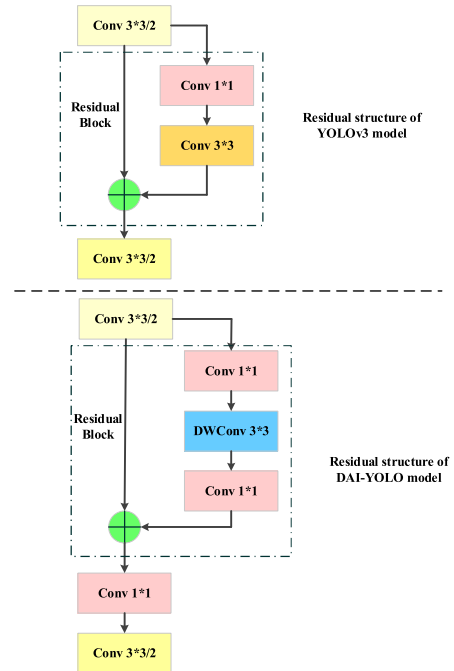 Conv 3*3/2
Conv 1*1
Residual
Block
Conv 3*3
Residual structure of
YOLOv3 model
Conv 3*3/2
Conv 3*3/2
Conv 1*1
Residual
Block
DWConv 3*3
Conv 1*1
Residual structure of
DAI-YOLO model
Conv 1*1
Conv 3*3/2